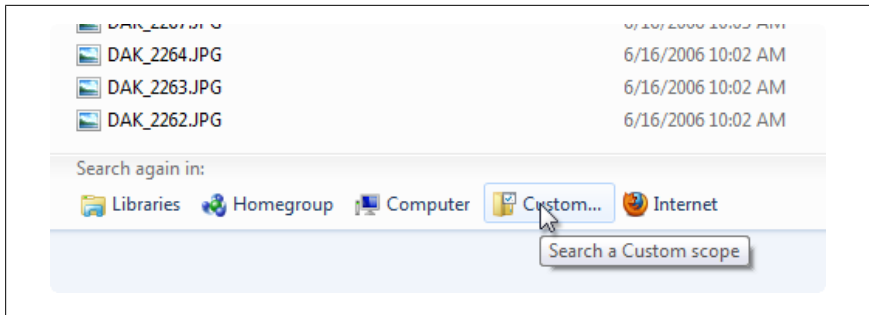 DAK_2264.JPG 6/16/2006 10:02 AM
DAK_2263.JPG 6/16/2006 10:02 AM
DAK_2262.JPG 6/16/2006 10:02 AM
Search again in:
Libraries Homegroup Computer Custom... Internet
Search a Custom scope